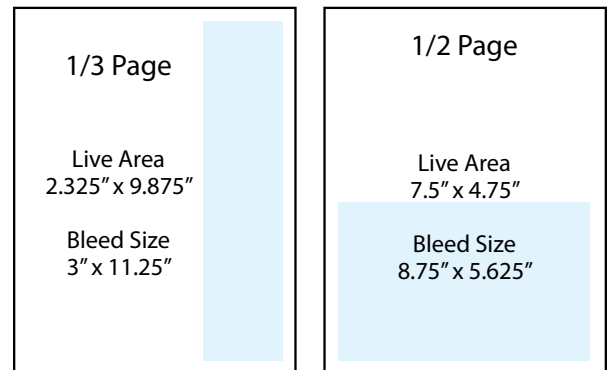 1/3 Page
Live Area
2.325” x 9.875”
Bleed Size
3” x 11.25”
1/2 Page
Live Area
7.5” x 4.75”
Bleed Size
8.75” x 5.625”